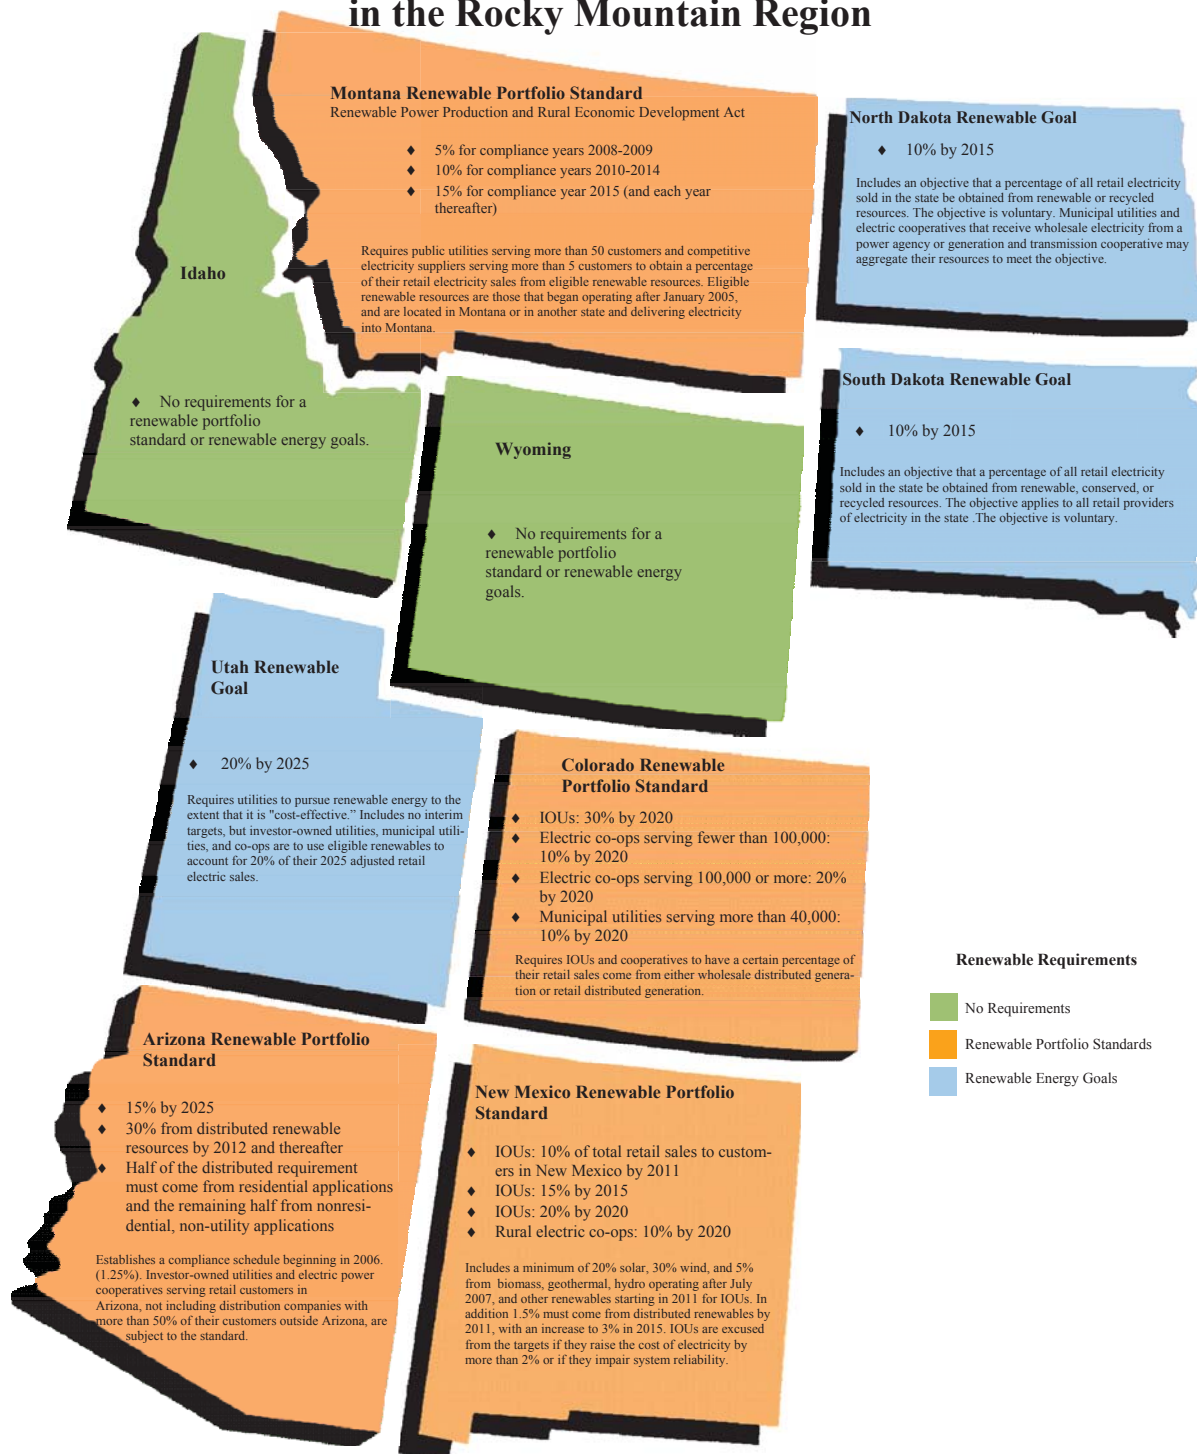 in the Rocky Mountain Region
Montana Renewable Portfolio Standard
Renewable Power Production and Rural Economic Development Act
♦ 5% for compliance years 2008-2009
♦ 10% for compliance years 2010-2014
♦ 15% for compliance year 2015 (and each year
thereafter)
Requires public utilities serving more than 50 customers and competitive
electricity suppliers serving more than 5 customers to obtain a percentage
of their retail electricity sales from eligible renewable resources. Eligible
renewable resources are those that began operating after January 2005,
and are located in Montana or in another state and delivering electricity
into Montana.
North Dakota Renewable Goal
♦ 10% by 2015
Includes an objective that a percentage of all retail electricity
sold in the state be obtained from renewable or recycled
resources. The objective is voluntary. Municipal utilities and
electric cooperatives that receive wholesale electricity from a
power agency or generation and transmission cooperative may
aggregate their resources to meet the objective.
Idaho
♦ No requirements for a
renewable portfolio
standard or renewable energy goals.
South Dakota Renewable Goal
♦ 10% by 2015
Includes an objective that a percentage of all retail electricity
sold in the state be obtained from renewable, conserved, or
recycled resources. The objective applies to all retail providers
of electricity in the state .The objective is voluntary.
Wyoming
♦ No requirements for a
renewable portfolio
standard or renewable energy
goals.
Utah Renewable
Goal
♦ 20% by 2025
Requires utilities to pursue renewable energy to the
extent that it is "cost-effective.” Includes no interim
targets, but investor-owned utilities, municipal utili-
ties, and co-ops are to use eligible renewables to
account for 20% of their 2025 adjusted retail
electric sales.
Colorado Renewable
Portfolio Standard
♦ IOUs: 30% by 2020
♦ Electric co-ops serving fewer than 100,000:
10% by 2020
♦ Electric co-ops serving 100,000 or more: 20%
by 2020
♦ Municipal utilities serving more than 40,000:
10% by 2020
Requires IOUs and cooperatives to have a certain percentage of
their retail sales come from either wholesale distributed genera-
tion or retail distributed generation.
Renewable Requirements
No Requirements
Renewable Portfolio Standards
Renewable Energy Goals
Arizona Renewable Portfolio
Standard
♦ 15% by 2025
♦ 30% from distributed renewable
resources by 2012 and thereafter
♦ Half of the distributed requirement
must come from residential applications
and the remaining half from nonresi-
dential, non-utility applications
Establishes a compliance schedule beginning in 2006.
(1.25%). Investor-owned utilities and electric power
cooperatives serving retail customers in
Arizona, not including distribution companies with
more than 50% of their customers outside Arizona, are
subject to the standard.
New Mexico Renewable Portfolio
Standard
♦ IOUs: 10% of total retail sales to custom-
ers in New Mexico by 2011
♦ IOUs: 15% by 2015
♦ IOUs: 20% by 2020
♦ Rural electric co-ops: 10% by 2020
Includes a minimum of 20% solar, 30% wind, and 5%
from biomass, geothermal, hydro operating after July
2007, and other renewables starting in 2011 for IOUs. In
addition 1.5% must come from distributed renewables by
2011, with an increase to 3% in 2015. IOUs are excused
from the targets if they raise the cost of electricity by
more than 2% or if they impair system reliability.